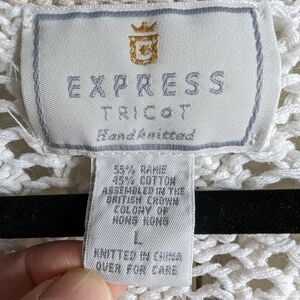 EXPRESS
TRICOT
Handknitted
55% RAMIE
45% COTTON
ASSEMBLED IN THE
BRITISH CROWN
COLONY OF
HONG KONG
L
KNITTED IN CHINA
OVER FOR CARE